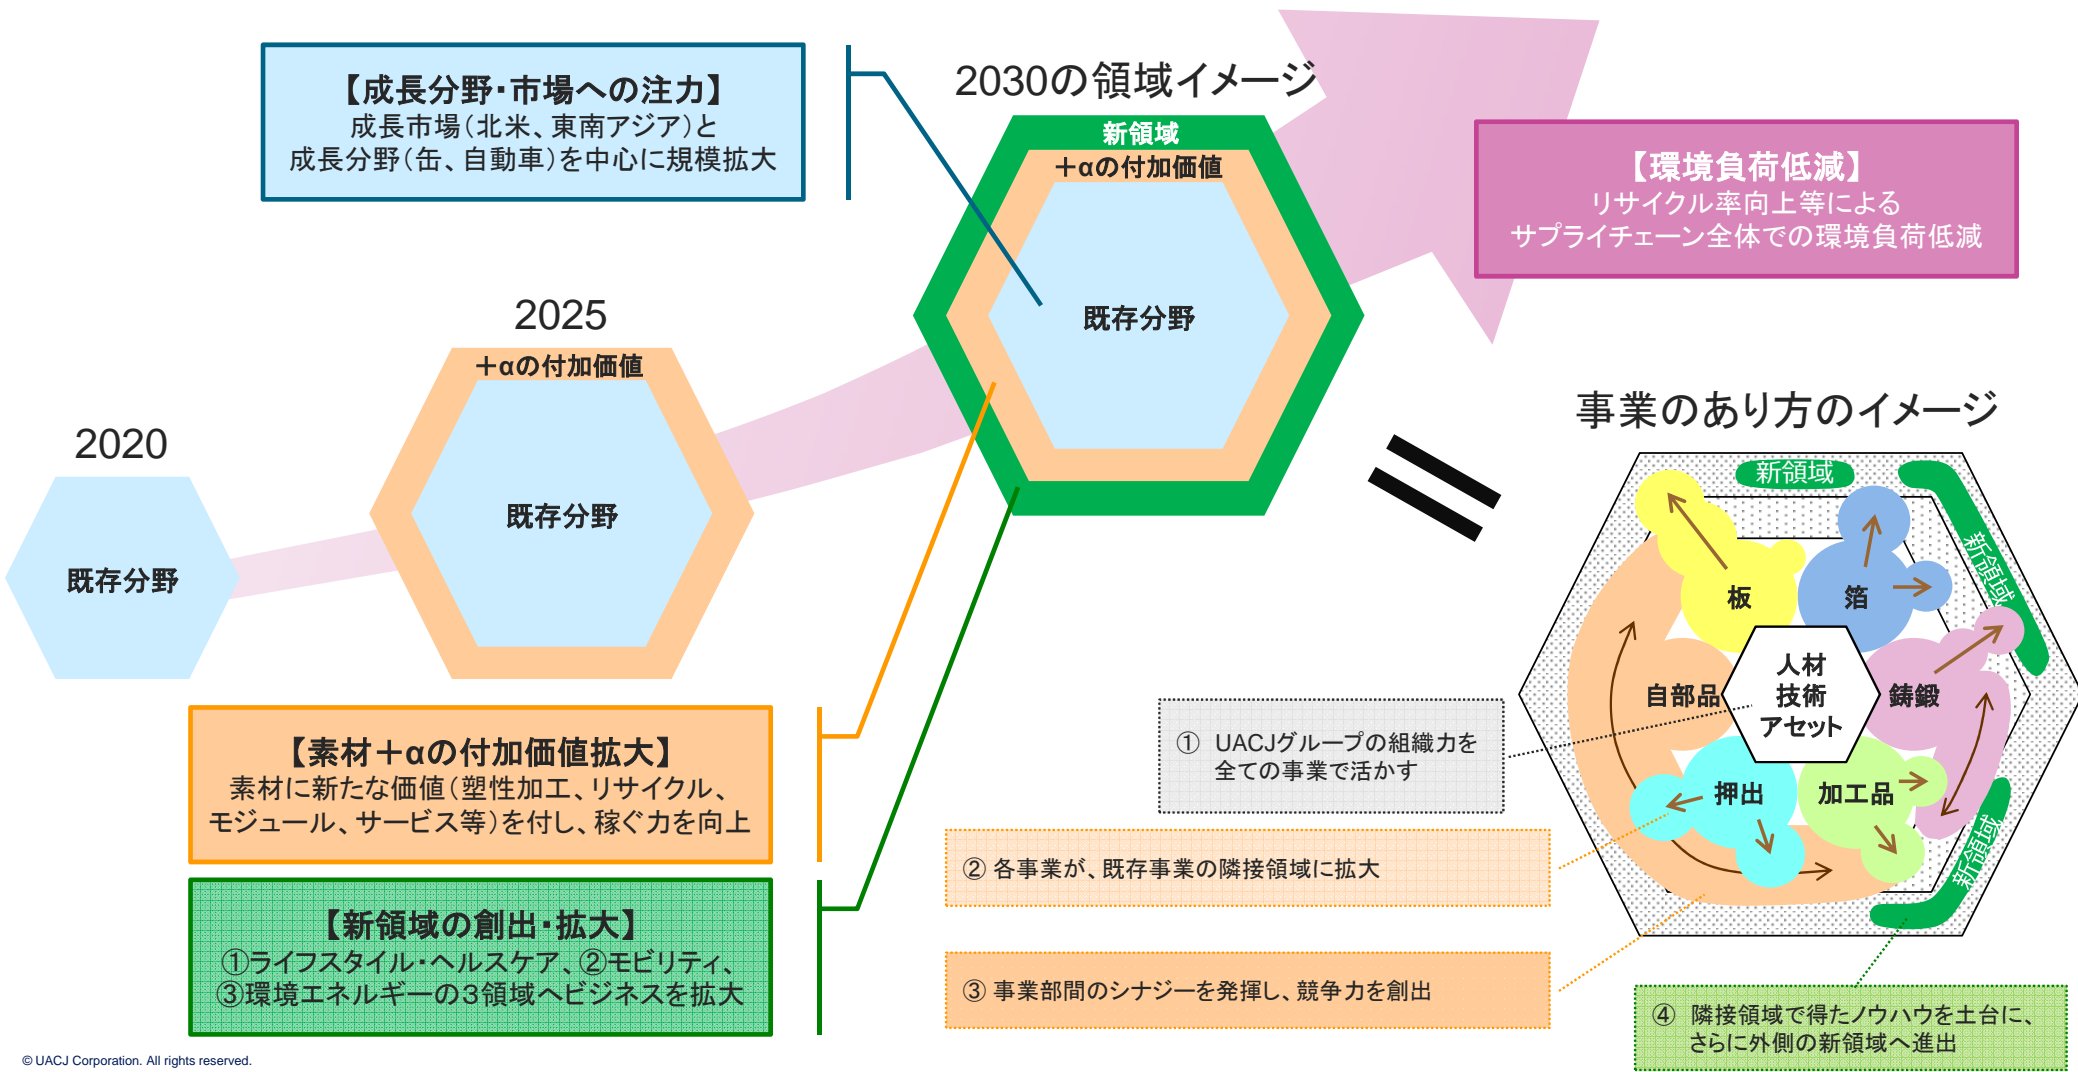 【成長分野・市場への注力】
成長市場（北米、東南アジア）と
成長分野（缶、自動車）を中心に規模拡大
2030の領域イメージ
新領域
＋αの付加価値
既存分野
【環境負荷低減】
リサイクル率向上等による
サプライチェーン全体での環境負荷低減
2025
＋αの付加価値
既存分野
2020
既存分野
【素材＋αの付加価値拡大】
素材に新たな価値（塑性加工、リサイクル、
モジュール、サービス等）を付し、稼ぐ力を向上
【新領域の創出・拡大】
①ライフスタイル・ヘルスケア、②モビリティ、
③環境エネルギーの3領域へビジネスを拡大
事業のあり方のイメージ
新領域
新領域
新領域
板
箔
自部品
人材
技術
アセット
鋳鍛
押出
加工品
① UACJグループの組織力を
全ての事業で活かす
② 各事業が、既存事業の隣接領域に拡大
③ 事業部間のシナジーを発揮し、競争力を創出
④ 隣接領域で得たノウハウを土台に、
さらに外側の新領域へ進出
© UACJ Corporation. All rights reserved.